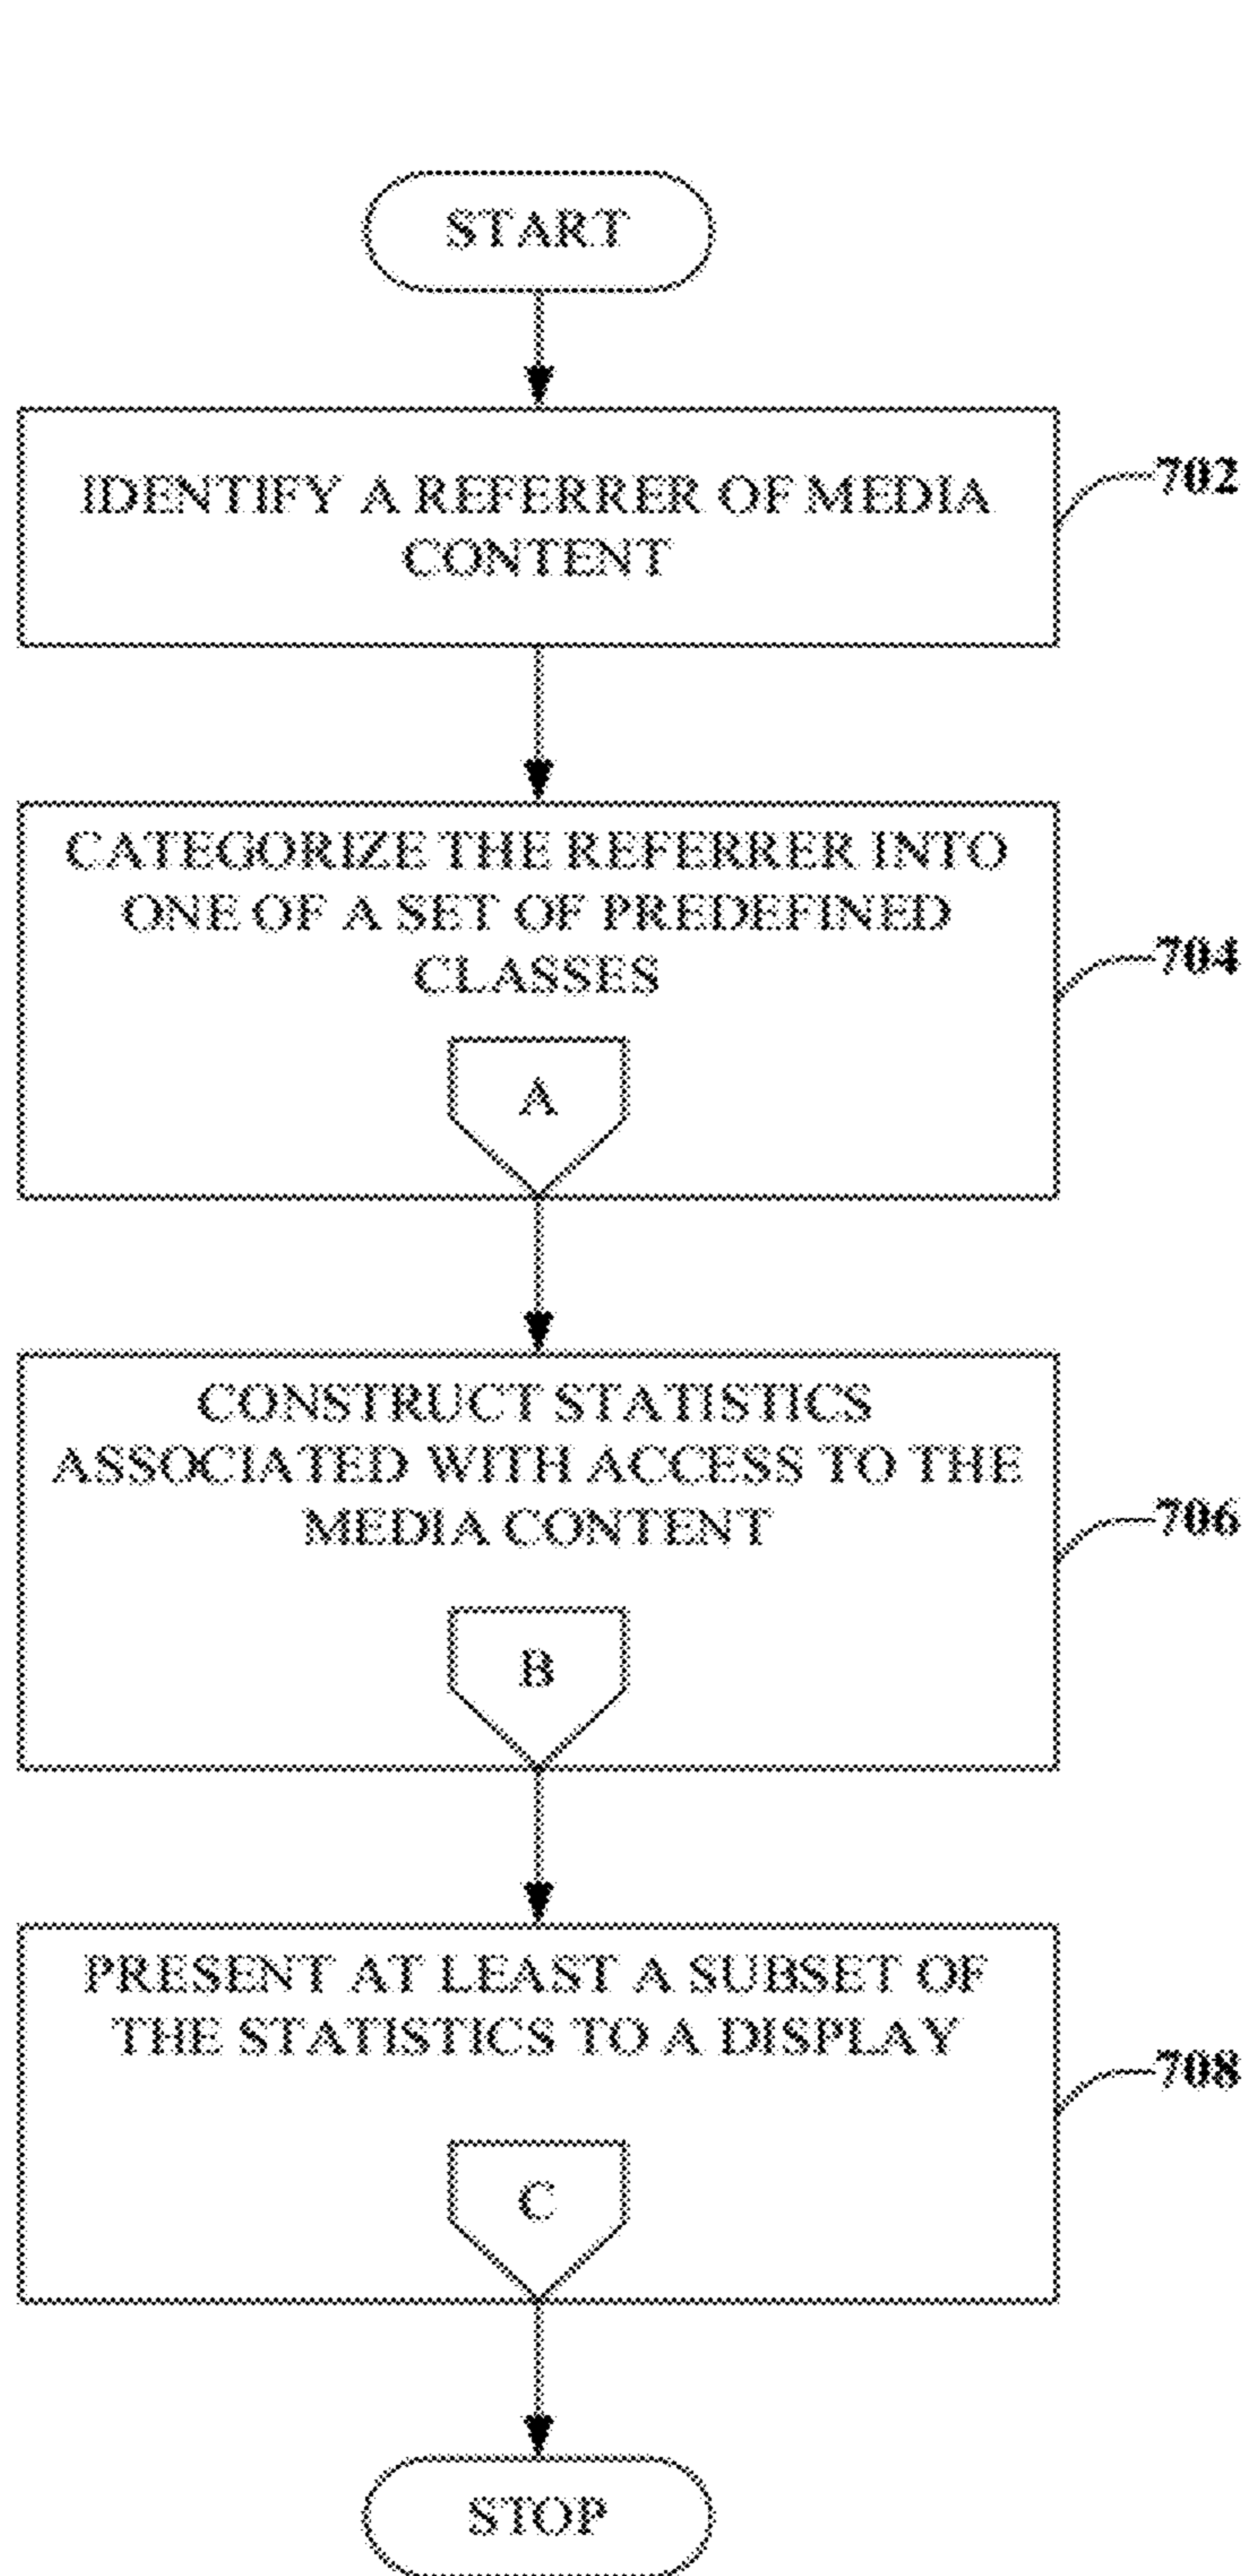 START
IDENTIFY A REFERRER OF MEDIA
CONTENT
702
CATEGORIZE THE REFERRER INTO
ONE OF A SET OF PREDEFINED
CLASSES
A
704
CONSTRUCT STATISTICS
ASSOCIATED WITH ACCESS TO THE
MEDIA CONTENT
B
706
PRESENT AT LEAST A SUBSET OF
THE STATISTICS TO A DISPLAY
C
708
STOP